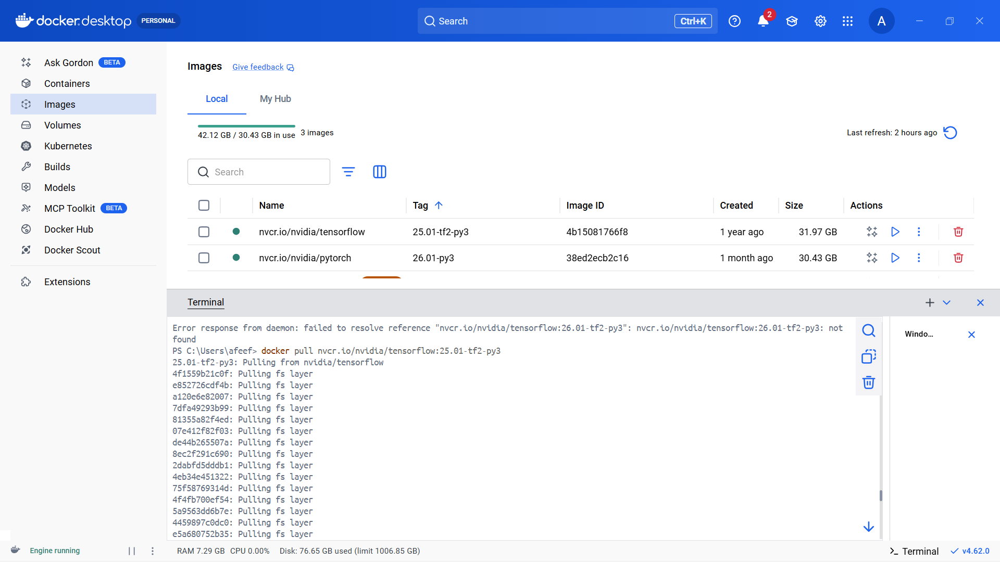 docker.desktop PERSONAL
Search Ctrl+K
2
A
Ask Gordon BETA
Containers
Images
Volumes
Kubernetes
Builds
Models
MCP Toolkit BETA
Docker Hub
Docker Scout
Extensions
Images Give feedback
Local My Hub
42.12 GB / 30.43 GB in use 3 images
Last refresh: 2 hours ago
Search
Name Tag Image ID Created Size Actions
nvcr.io/nvidia/tensorflow 25.01-tf2-py3 4b15081766f8 1 year ago 31.97 GB
nvcr.io/nvidia/pytorch 26.01-py3 38ed2ecb2c16 1 month ago 30.43 GB
Terminal
Error response from daemon: failed to resolve reference "nvcr.io/nvidia/tensorflow:26.01-tf2-py3": nvcr.io/nvidia/tensorflow:26.01-tf2-py3: not
found
PS C:\Users\afeef> docker pull nvcr.io/nvidia/tensorflow:25.01-tf2-py3
25.01-tf2-py3: Pulling from nvidia/tensorflow
4f1559b21c0f: Pulling fs layer
e852726cdf4b: Pulling fs layer
a120e6e82007: Pulling fs layer
7dfa49293b99: Pulling fs layer
81355a82f4ed: Pulling fs layer
07e412f82f03: Pulling fs layer
de44b265507a: Pulling fs layer
8ec2f291c690: Pulling fs layer
2dabfd5dddb1: Pulling fs layer
4eb34e451322: Pulling fs layer
75f58769314d: Pulling fs layer
4f4fb700ef54: Pulling fs layer
5a9563dd6b7e: Pulling fs layer
4459897c0dc0: Pulling fs layer
e5a680752b35: Pulling fs layer
Windo...
Engine running
RAM 7.29 GB CPU 0.00% Disk: 76.65 GB used (limit 1006.85 GB)
Terminal v4.62.0